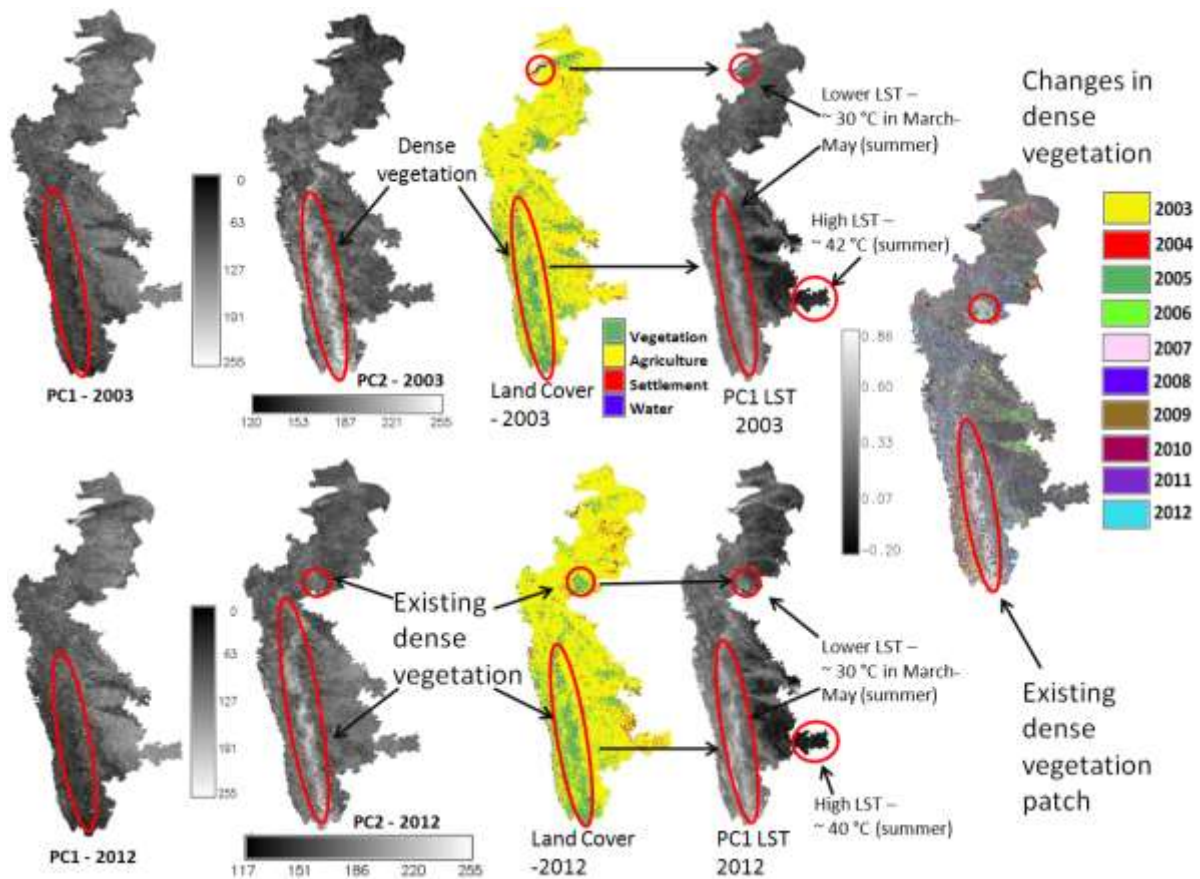 Dense
vegetation
Lower LST –
~ 30 °C in March-
May (summer)
High LST –
~ 42 °C (summer)
0
63
127
191
255
PC1 - 2003
PC2 - 2003
120 153 187 221 255
Vegetation
Agriculture
Settlement
Water
Land Cover
- 2003
PC1 LST
2003
Changes in
dense
vegetation
2003
2004
2005
2006
2007
2008
2009
2010
2011
2012
0.86
0.60
0.33
0.07
-0.20
Existing
dense
vegetation
patch
Existing
dense
vegetation
Lower LST –
~ 30 °C in March-
May (summer)
High LST –
~ 40 °C (summer)
0
63
127
191
255
PC1 - 2012
PC2 - 2012
117 151 186 220 255
Land Cover
-2012
PC1 LST
2012